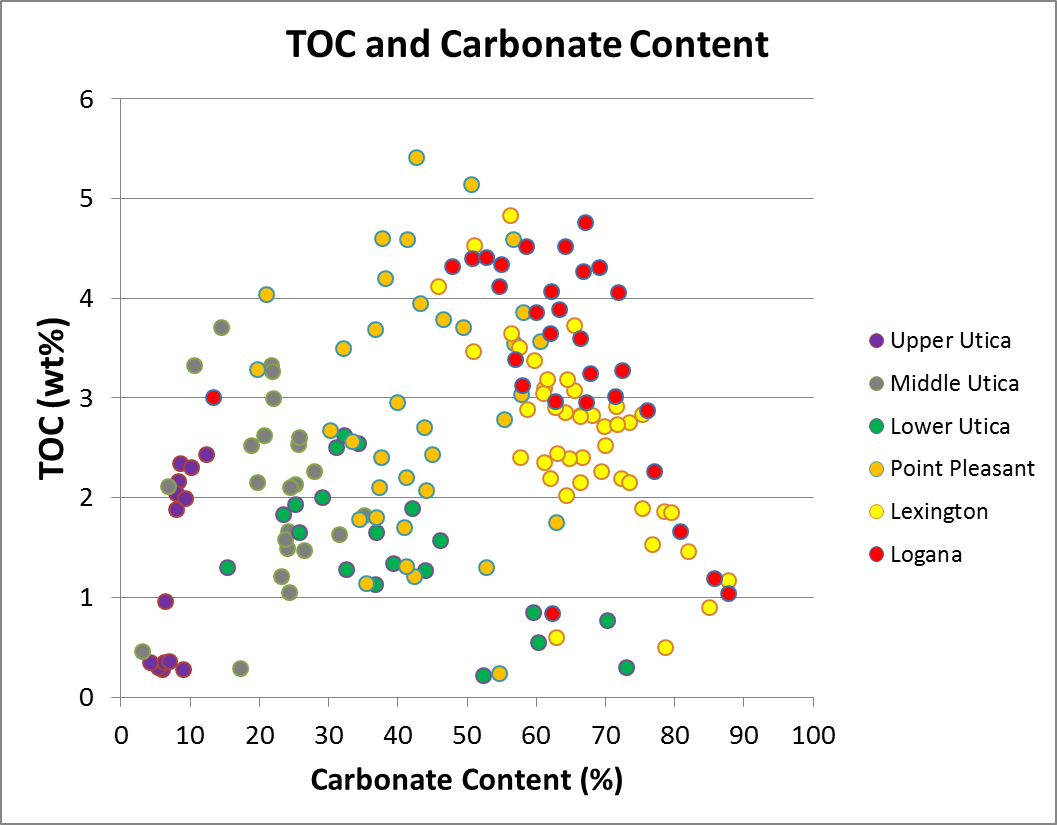 TOC and Carbonate Content
6
5
4
3
2
1
0
TOC (wt%)
0 10 20 30 40 50 60 70 80 90 100
Carbonate Content (%)
Upper Utica
Middle Utica
Lower Utica
Point Pleasant
Lexington
Logana